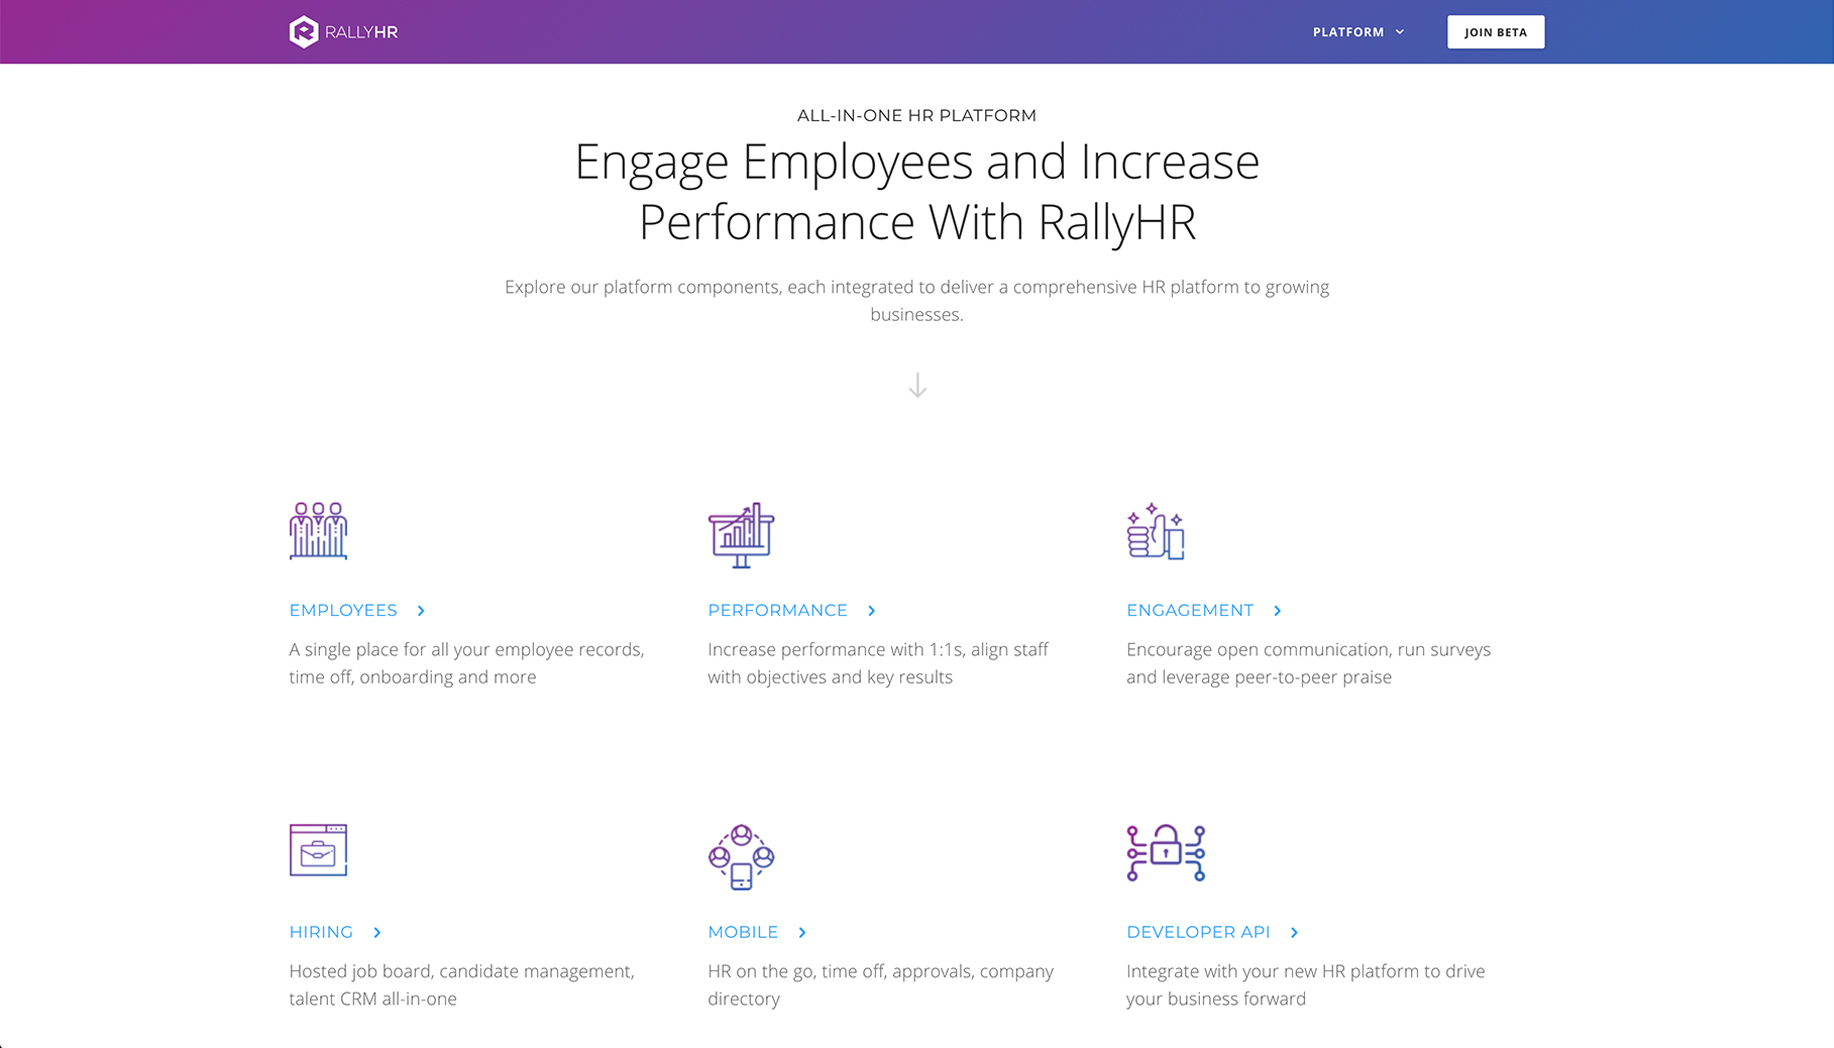 RALLYHR
PLATFORM
JOIN BETA
ALL-IN-ONE HR PLATFORM
Engage Employees and Increase
Performance With RallyHR
Explore our platform components, each integrated to deliver a comprehensive HR platform to growing
businesses.
EMPLOYEES
A single place for all your employee records,
time off, onboarding and more
PERFORMANCE
Increase performance with 1:1s, align staff
with objectives and key results
ENGAGEMENT
Encourage open communication, run surveys
and leverage peer-to-peer praise
HIRING
Hosted job board, candidate management,
talent CRM all-in-one
MOBILE
HR on the go, time off, approvals, company
directory
DEVELOPER API
Integrate with your new HR platform to drive
your business forward